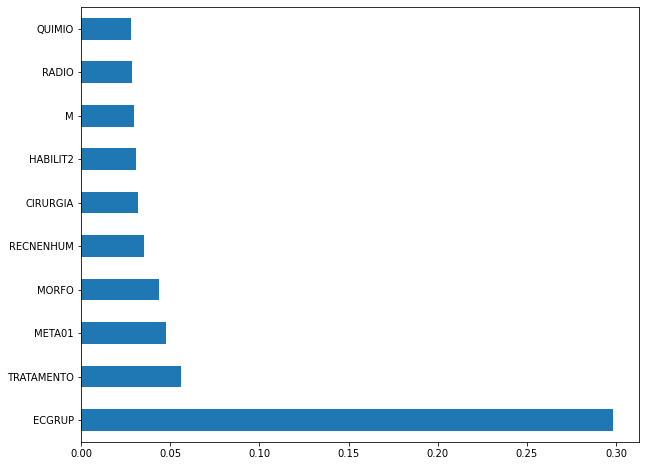 QUIMIO
RADIO
M
HABILIT2
CIRURGIA
RECNENHUM
MORFO
META01
TRATAMENTO
ECGRUP
0.00 0.05 0.10 0.15 0.20 0.25 0.30